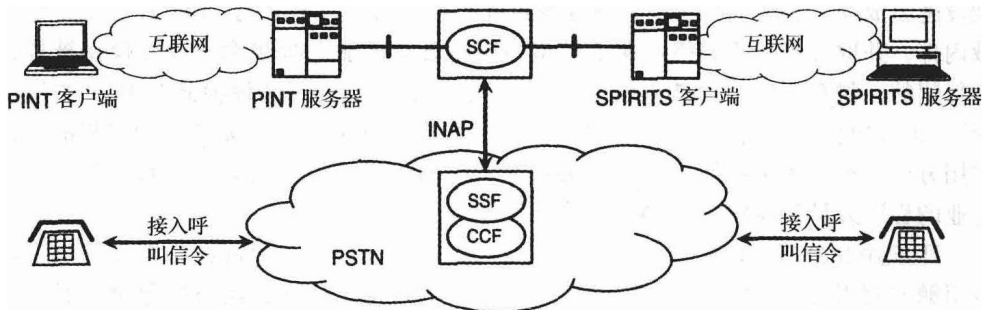 互联网
SCF
互联网
PINT 客户端
PINT 服务器
SPIRITS 客户端
SPIRITS 服务器
INAP
SSF
CCF
PSTN
接入呼
叫信令
接入呼
叫信令